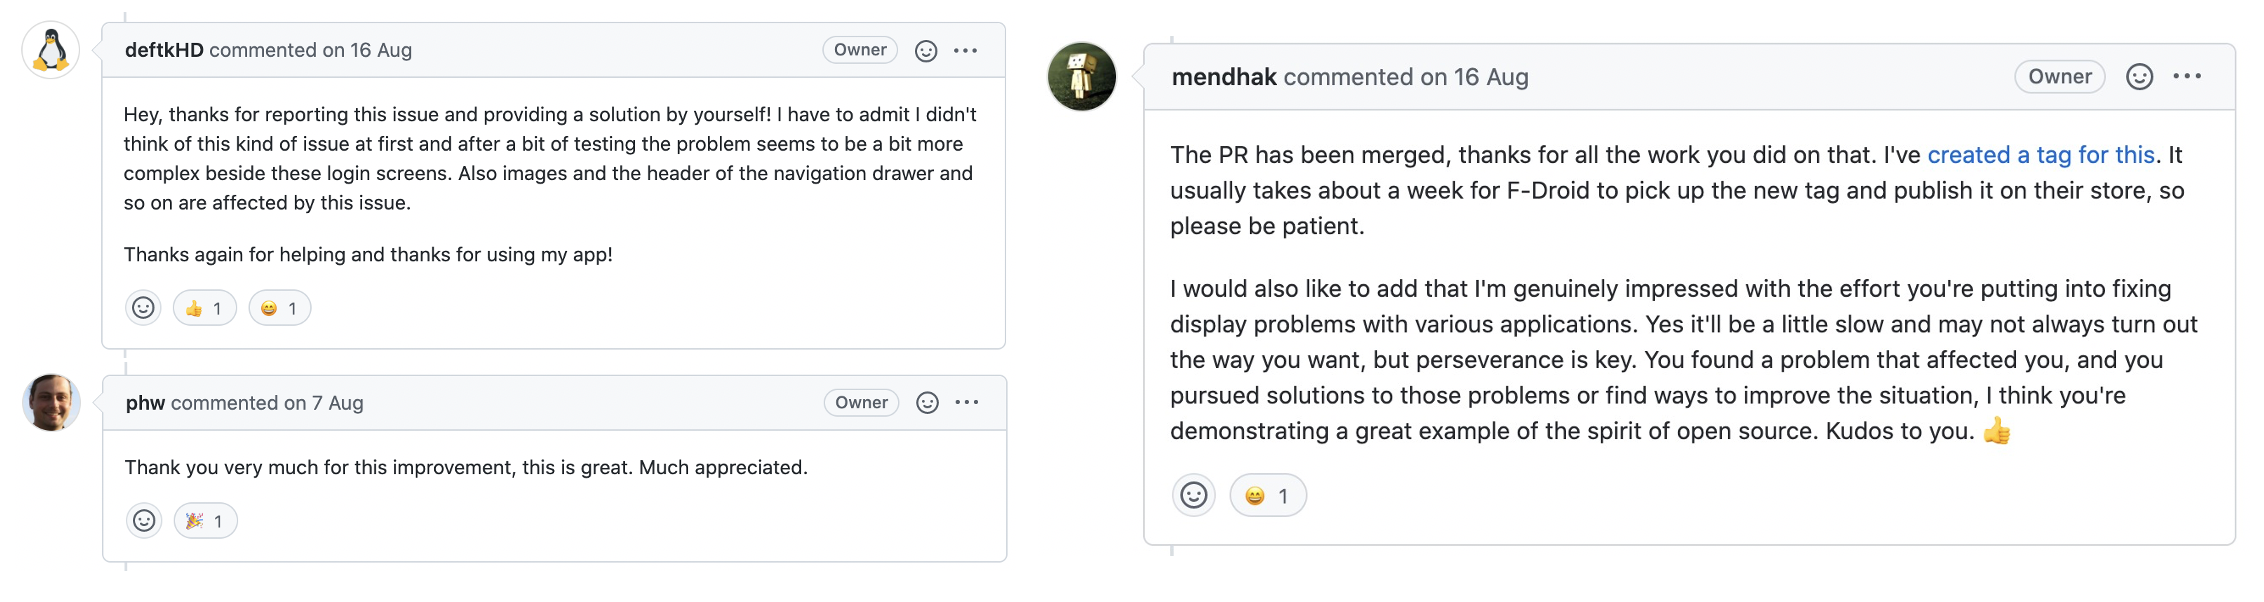 deftkHD commented on 16 Aug
Owner
Hey, thanks for reporting this issue and providing a solution by yourself! I have to admit I didn't
think of this kind of issue at first and after a bit of testing the problem seems to be a bit more
complex beside these login screens. Also images and the header of the navigation drawer and
so on are affected by this issue.
Thanks again for helping and thanks for using my app!
👍 1 😄 1
phw commented on 7 Aug
Owner
Thank you very much for this improvement, this is great. Much appreciated.
🎉 1
mendhak commented on 16 Aug
Owner
The PR has been merged, thanks for all the work you did on that. I've created a tag for this. It
usually takes about a week for F-Droid to pick up the new tag and publish it on their store, so
please be patient.
I would also like to add that I'm genuinely impressed with the effort you're putting into fixing
display problems with various applications. Yes it'll be a little slow and may not always turn out
the way you want, but perseverance is key. You found a problem that affected you, and you
pursued solutions to those problems or find ways to improve the situation, I think you're
demonstrating a great example of the spirit of open source. Kudos to you. 👍
😄 1